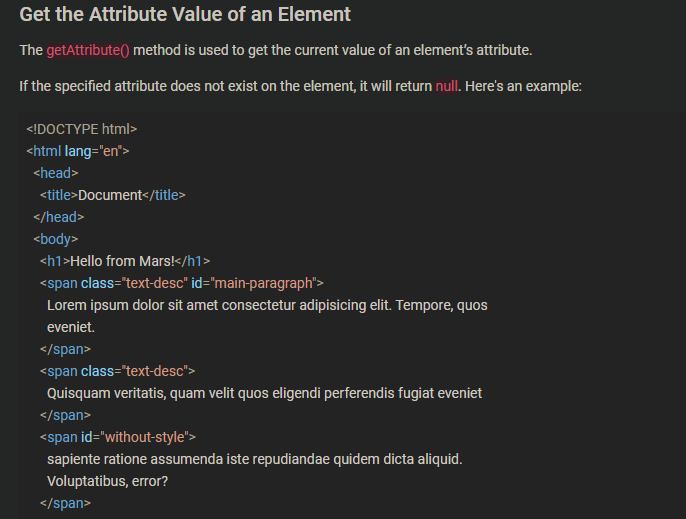 Get the Attribute Value of an Element
The getAttribute() method is used to get the current value of an element’s attribute.
If the specified attribute does not exist on the element, it will return null. Here's an example:
<!DOCTYPE html>
<html lang="en">
<head>
<title>Document</title>
</head>
<body>
<h1>Hello from Mars!</h1>
<span class="text-desc" id="main-paragraph">
Lorem ipsum dolor sit amet consectetur adipisicing elit. Tempore, quos
eveniet.
</span>
<span class="text-desc">
Quisquam veritatis, quam velit quos eligendi perferendis fugiat eveniet
</span>
<span id="without-style">
sapiente ratione assumenda iste repudiandae quidem dicta aliquid.
Voluptatibus, error?
</span>